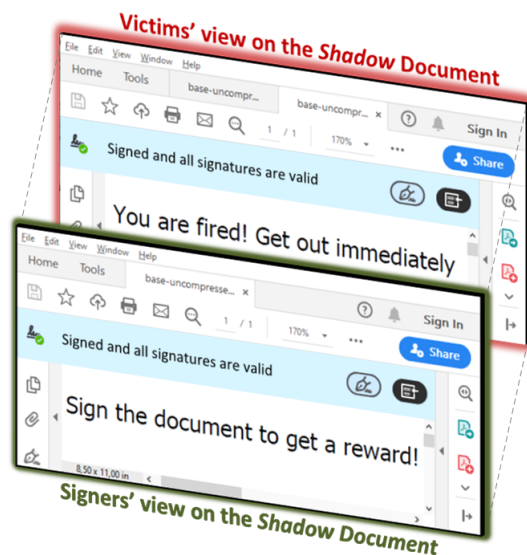 Victims' view on the Shadow Document
File Edit View Window Help
Home Tools base-uncompr... base-uncompr... × Sign In
1 / 1 170% Share
Signed and all signatures are valid
You are fired! Get out immediately
File Edit View Window Help
Home Tools base-uncompresse... × Sign In
1 / 1 170% Share
Signed and all signatures are valid
Sign the document to get a reward!
8,50 x 11,00 in
Signers' view on the Shadow Document